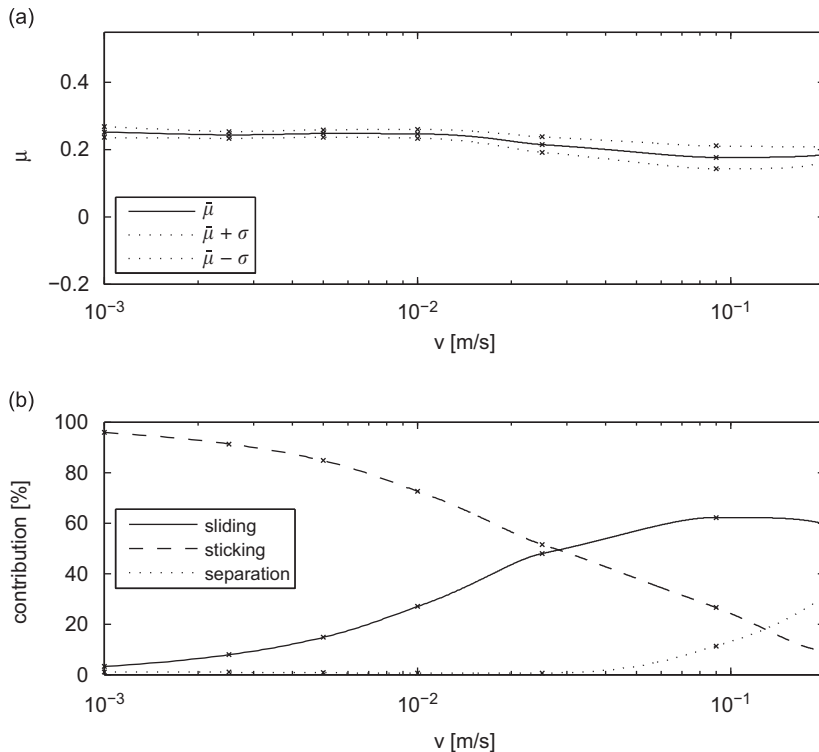 (a)
0.4
0.2
0
−0.2
μ
μ̄
μ̄ + σ
μ̄ − σ
10⁻³
10⁻²
10⁻¹
v [m/s]
(b)
100
80
60
40
20
0
contribution [%]
sliding
sticking
separation
10⁻³
10⁻²
10⁻¹
v [m/s]